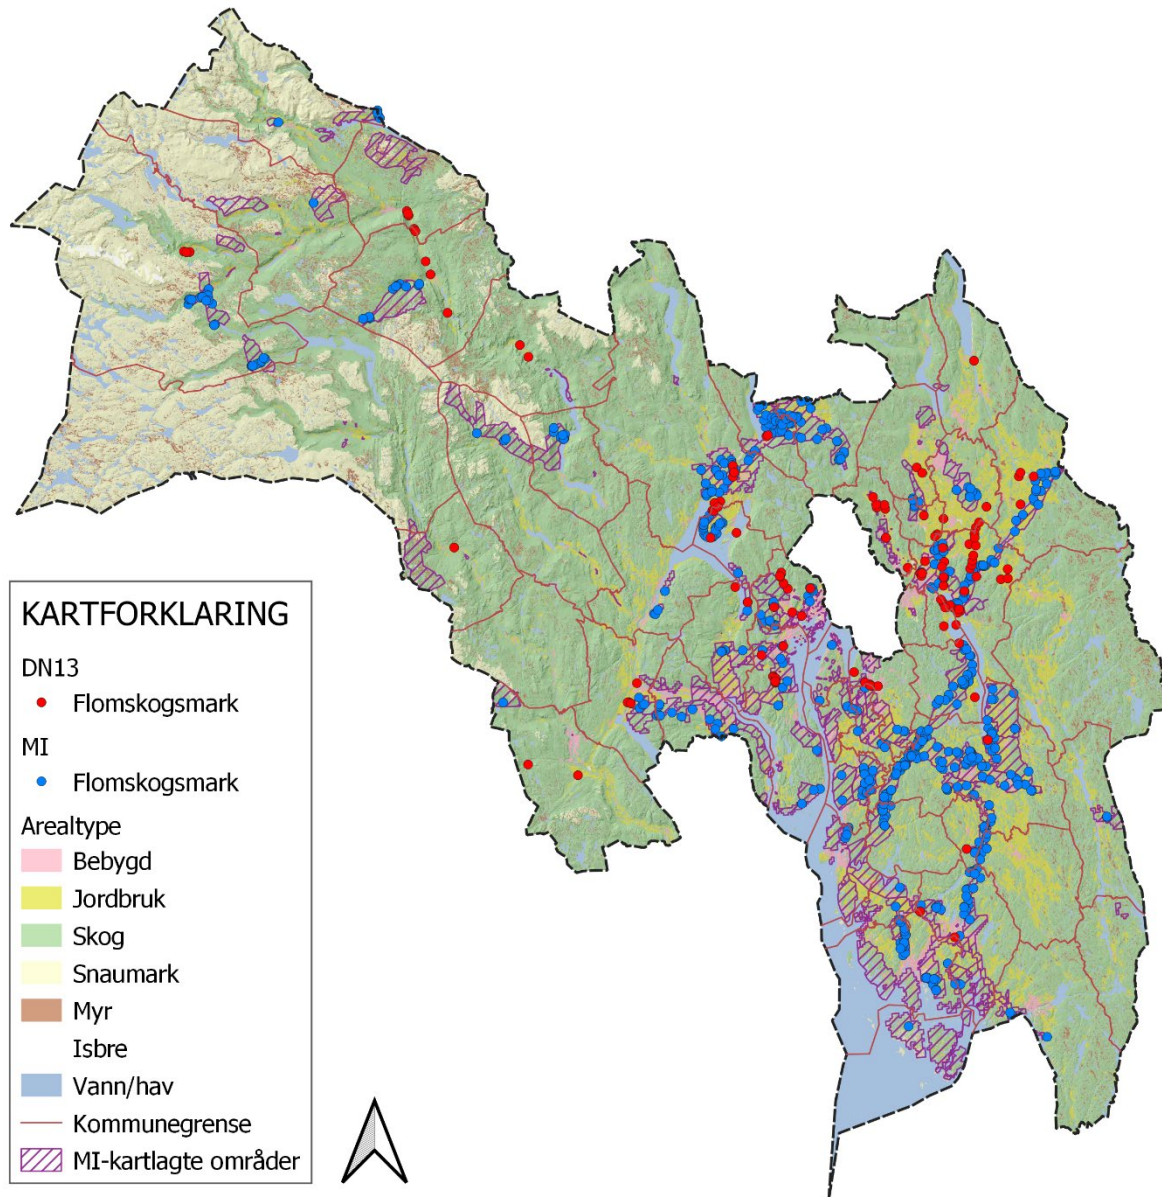 KARTFORKLARING
DN13
Flomskogsmark
MI
Flomskogsmark
Arealtype
Bebygd
Jordbruk
Skog
Snaumark
Myr
Isbre
Vann/hav
Kommunegrense
MI-kartlagte områder